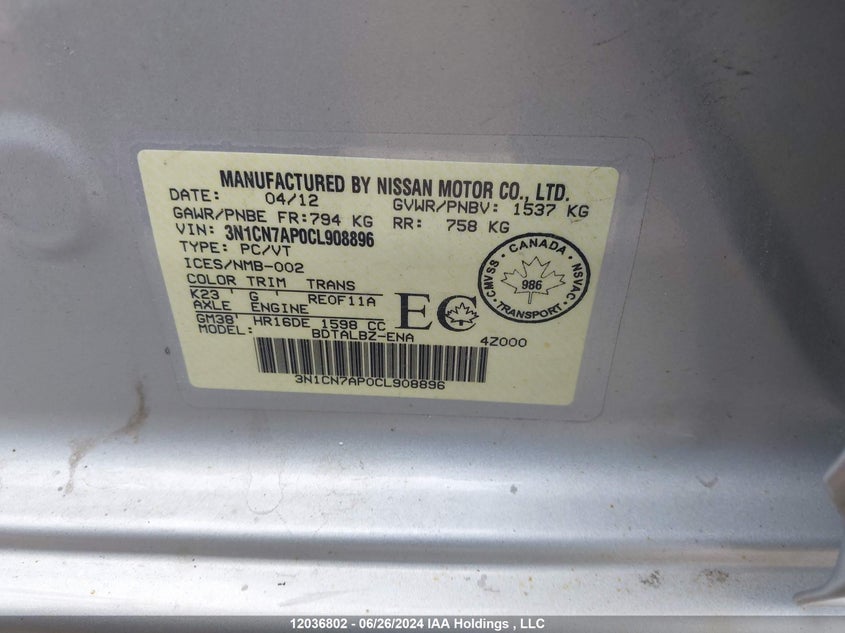 MANUFACTURED BY NISSAN MOTOR CO., LTD.
DATE: 04/12 GVWR/PNBV: 1537 KG
GAWR/PNBE FR:794 KG RR: 758 KG
VIN: 3N1CN7AP0CL908896
TYPE: PC/VT
ICES/NMB-002
COLOR TRIM TRANS
K23 ' G ' RE0F11A
AXLE ENGINE
GM38' HR16DE 1598 CC
MODEL: BDTALBZ-ENA 4Z000
EC
CANADA
CMVSS · NSVAC
986
TRANSPORT
3N1CN7AP0CL908896
12036802 - 06/26/2024 IAA Holdings , LLC